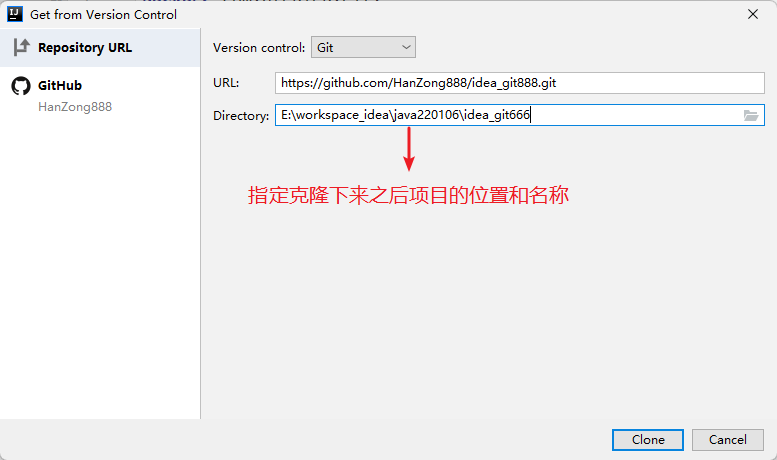 Get from Version Control
Repository URL
GitHub
HanZong888
Version control: Git
URL: https://github.com/HanZong888/idea_git888.git
Directory: E:\workspace_idea\java220106\idea_git666
指定克隆下来之后项目的位置和名称
Clone Cancel